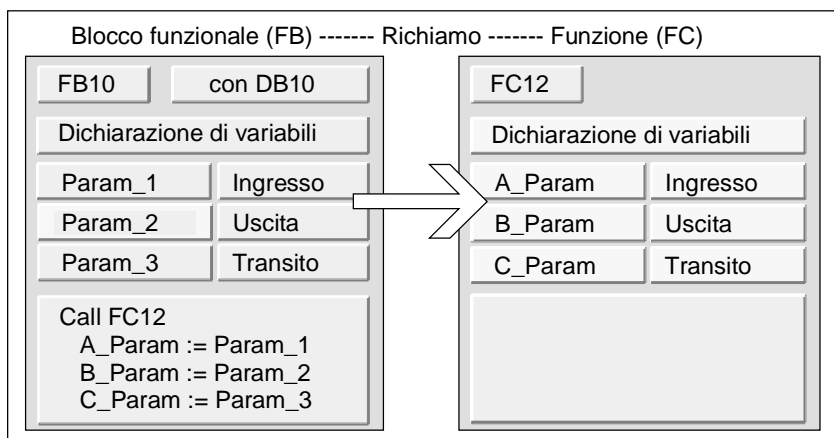 Blocco funzionale (FB) ------- Richiamo ------- Funzione (FC)
FB10
con DB10
Dichiarazione di variabili
Param_1
Ingresso
Param_2
Uscita
Param_3
Transito
Call FC12
A_Param := Param_1
B_Param := Param_2
C_Param := Param_3
FC12
Dichiarazione di variabili
A_Param
Ingresso
B_Param
Uscita
C_Param
Transito